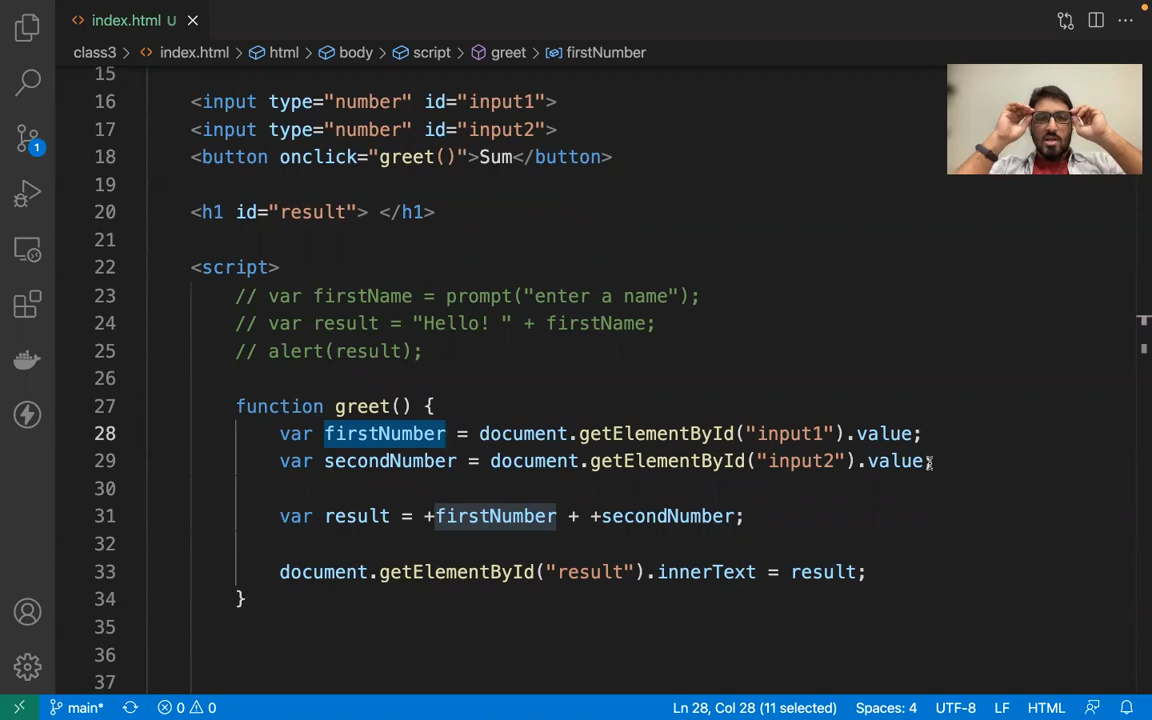 index.html U
class3 > index.html > html > body > script > greet > firstNumber
15
16 <input type="number" id="input1">
17 <input type="number" id="input2">
18 <button onclick="greet()">Sum</button>
19
20 <h1 id="result"> </h1>
21
22 <script>
23 // var firstName = prompt("enter a name");
24 // var result = "Hello! " + firstName;
25 // alert(result);
26
27 function greet() {
28 var firstNumber = document.getElementById("input1").value;
29 var secondNumber = document.getElementById("input2").value;
30
31 var result = +firstNumber + +secondNumber;
32
33 document.getElementById("result").innerText = result;
34 }
35
36
37
1
main* 0 0 Ln 28, Col 28 (11 selected) Spaces: 4 UTF-8 LF HTML